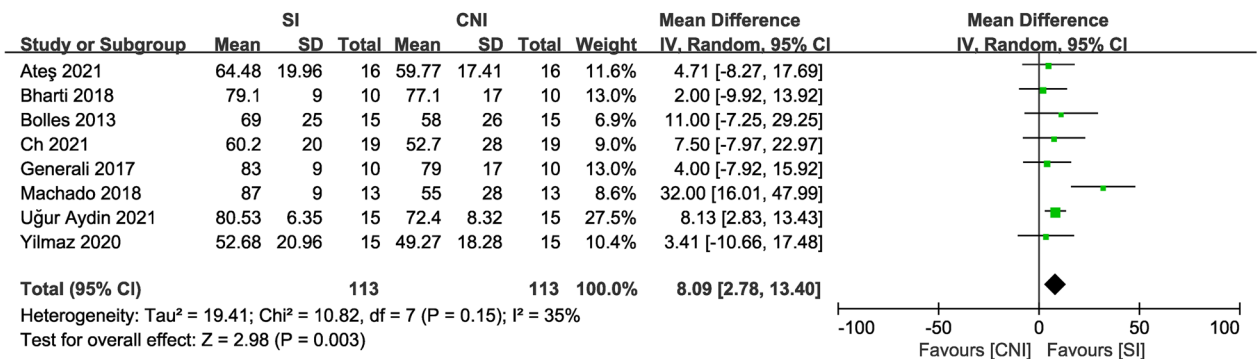 SI CNI Mean Difference Mean Difference
Study or Subgroup Mean SD Total Mean SD Total Weight IV, Random, 95% CI IV, Random, 95% CI
Ateş 2021 64.48 19.96 16 59.77 17.41 16 11.6% 4.71 [-8.27, 17.69]
Bharti 2018 79.1 9 10 77.1 17 10 13.0% 2.00 [-9.92, 13.92]
Bolles 2013 69 25 15 58 26 15 6.9% 11.00 [-7.25, 29.25]
Ch 2021 60.2 20 19 52.7 28 19 9.0% 7.50 [-7.97, 22.97]
Generali 2017 83 9 10 79 17 10 13.0% 4.00 [-7.92, 15.92]
Machado 2018 87 9 13 55 28 13 8.6% 32.00 [16.01, 47.99]
Uğur Aydin 2021 80.53 6.35 15 72.4 8.32 15 27.5% 8.13 [2.83, 13.43]
Yilmaz 2020 52.68 20.96 15 49.27 18.28 15 10.4% 3.41 [-10.66, 17.48]
Total (95% CI) 113 113 100.0% 8.09 [2.78, 13.40]
Heterogeneity: Tau² = 19.41; Chi² = 10.82, df = 7 (P = 0.15); I² = 35%
Test for overall effect: Z = 2.98 (P = 0.003)
-100 -50 0 50 100
Favours [CNI] Favours [SI]